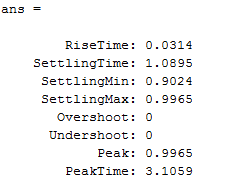 ans =
RiseTime: 0.0314
SettlingTime: 1.0895
SettlingMin: 0.9024
SettlingMax: 0.9965
Overshoot: 0
Undershoot: 0
Peak: 0.9965
PeakTime: 3.1059